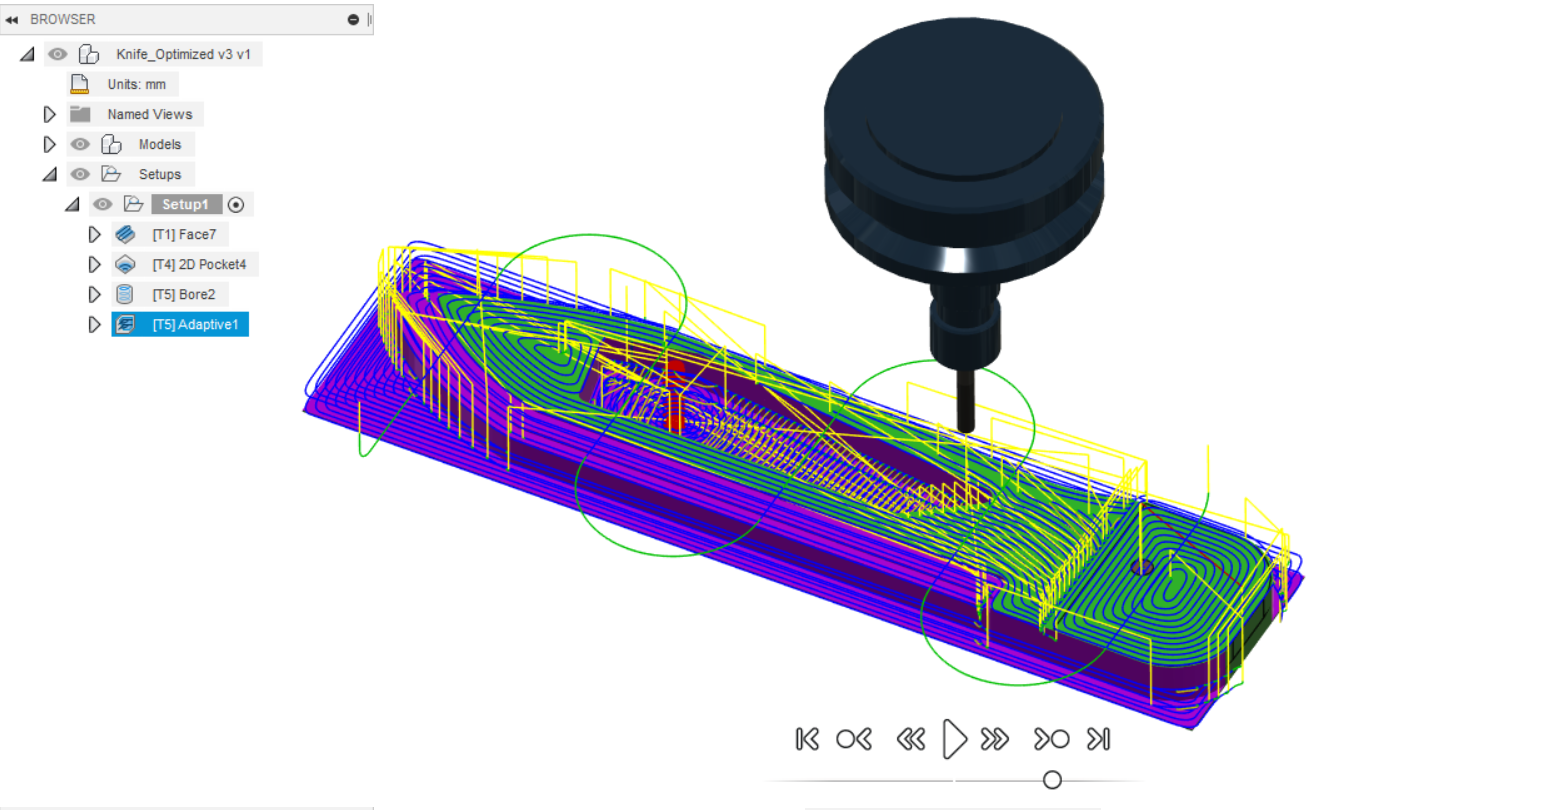 BROWSER
Knife_Optimized v3 v1
Units: mm
Named Views
Models
Setups
Setup1
[T1] Face7
[T4] 2D Pocket4
[T5] Bore2
[T5] Adaptive1